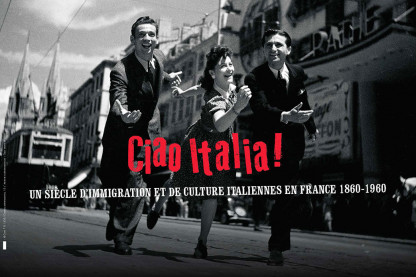 Ciao Italia!
UN SIÈCLE D'IMMIGRATION ET DE CULTURE ITALIENNES EN FRANCE 1860-1960